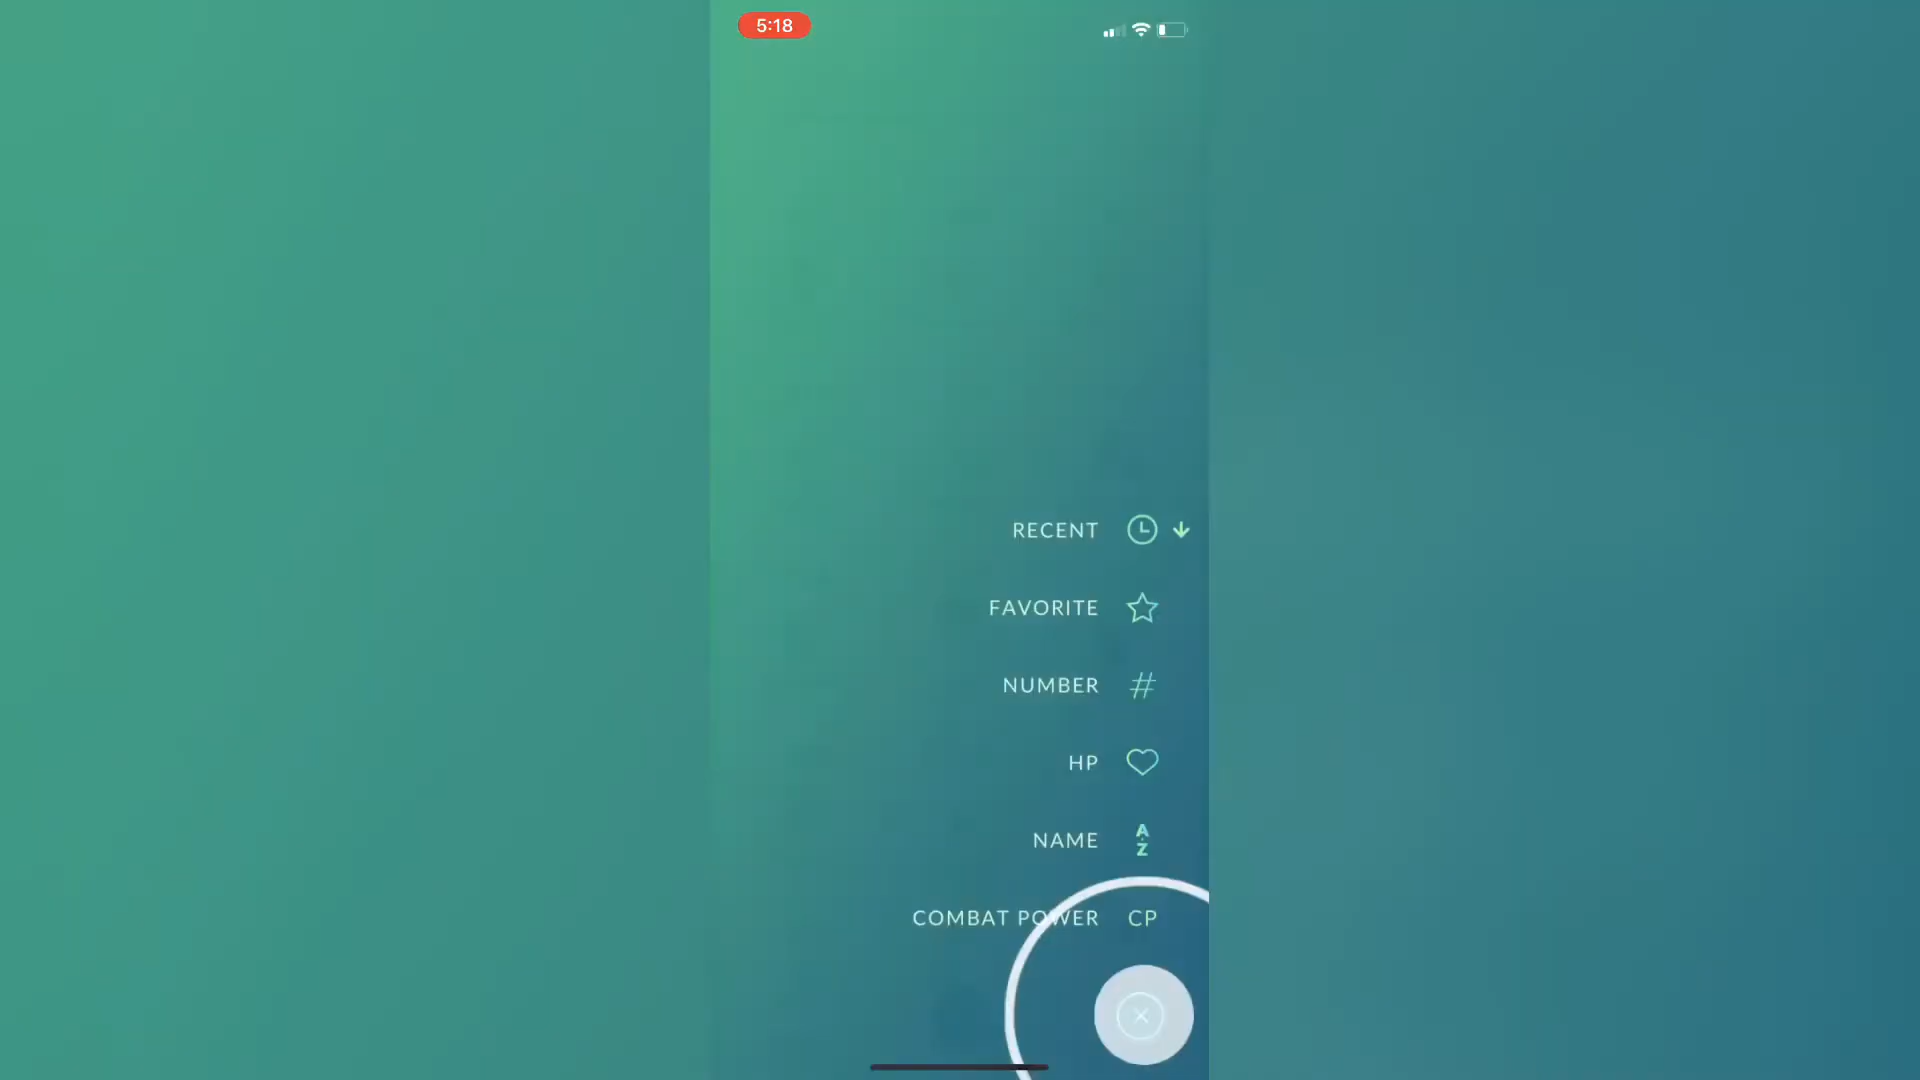 5:18
RECENT
FAVORITE
NUMBER #
HP
NAME A-Z
COMBAT POWER CP